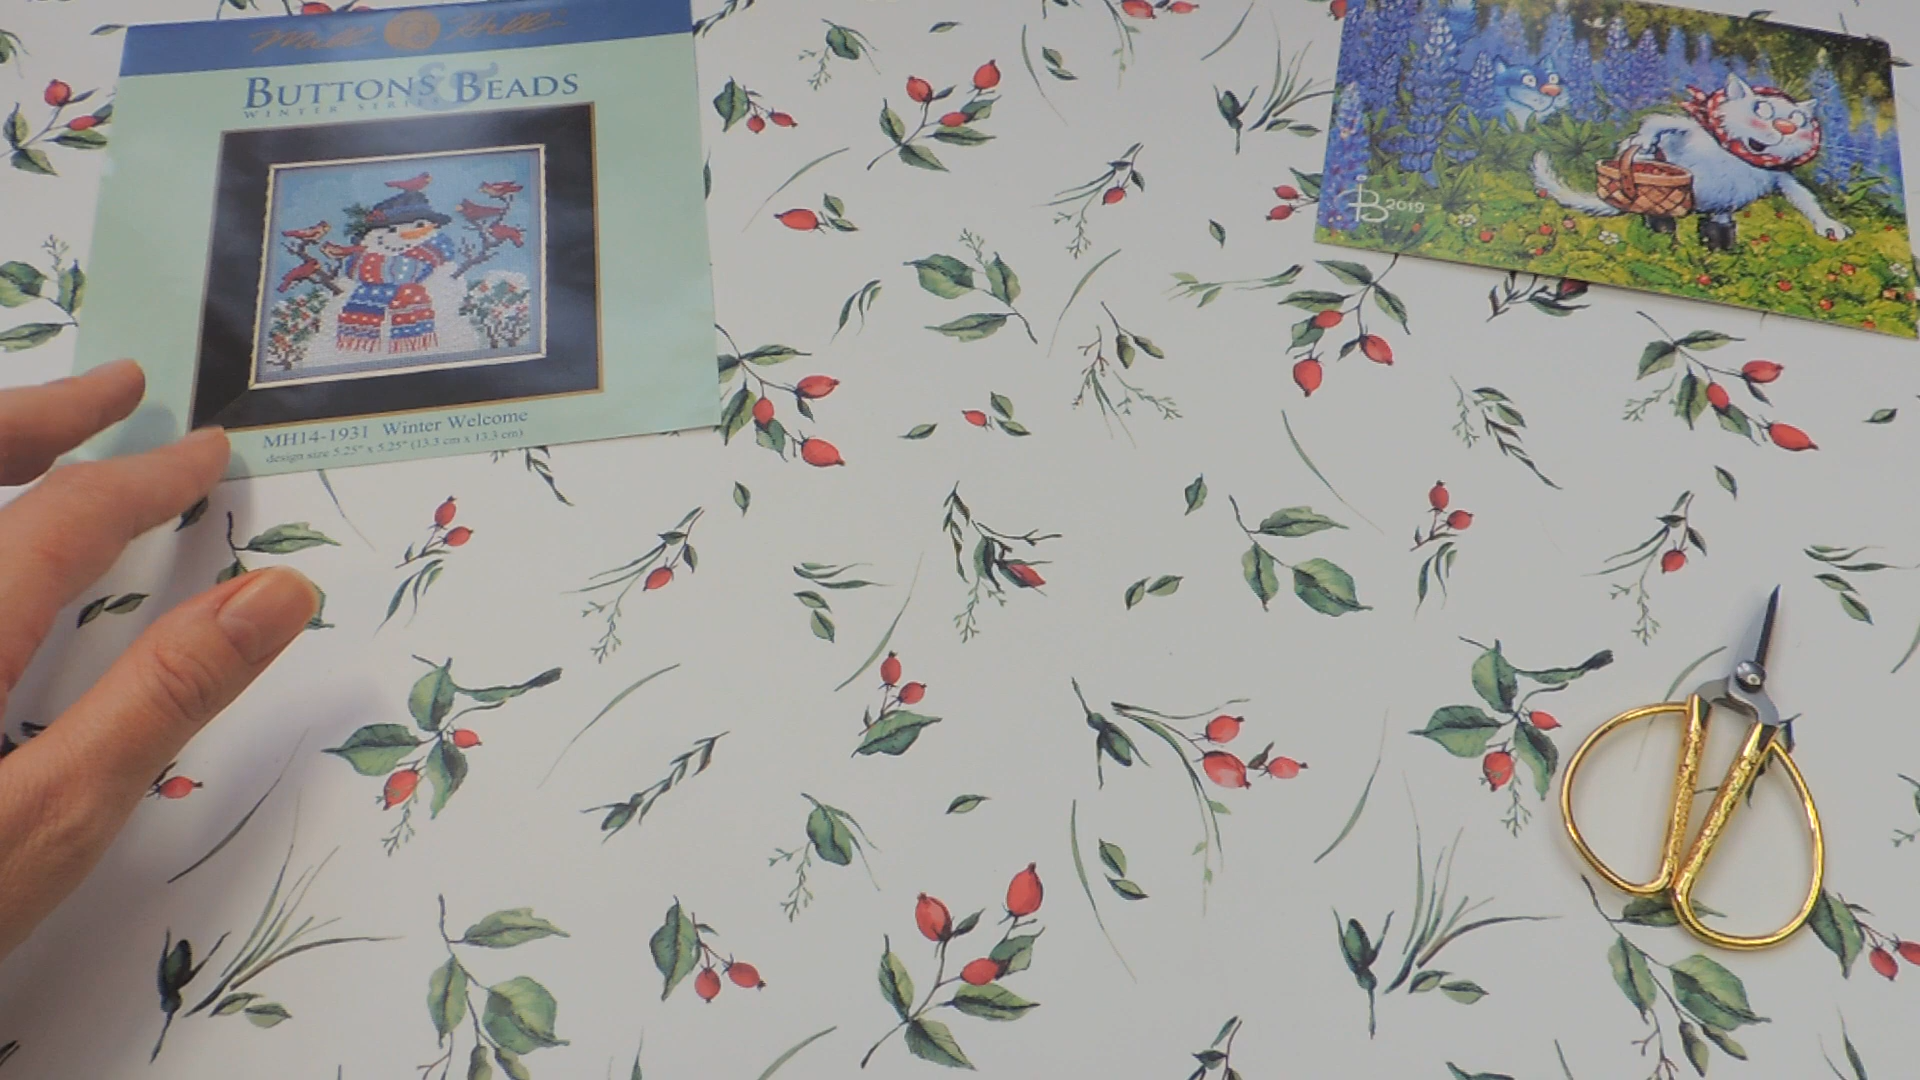 Mill Hill
BUTTONS & BEADS
WINTER SERIES
MH14-1931 Winter Welcome
design size 5.25" x 5.25" (13.3 cm x 13.3 cm)
2019